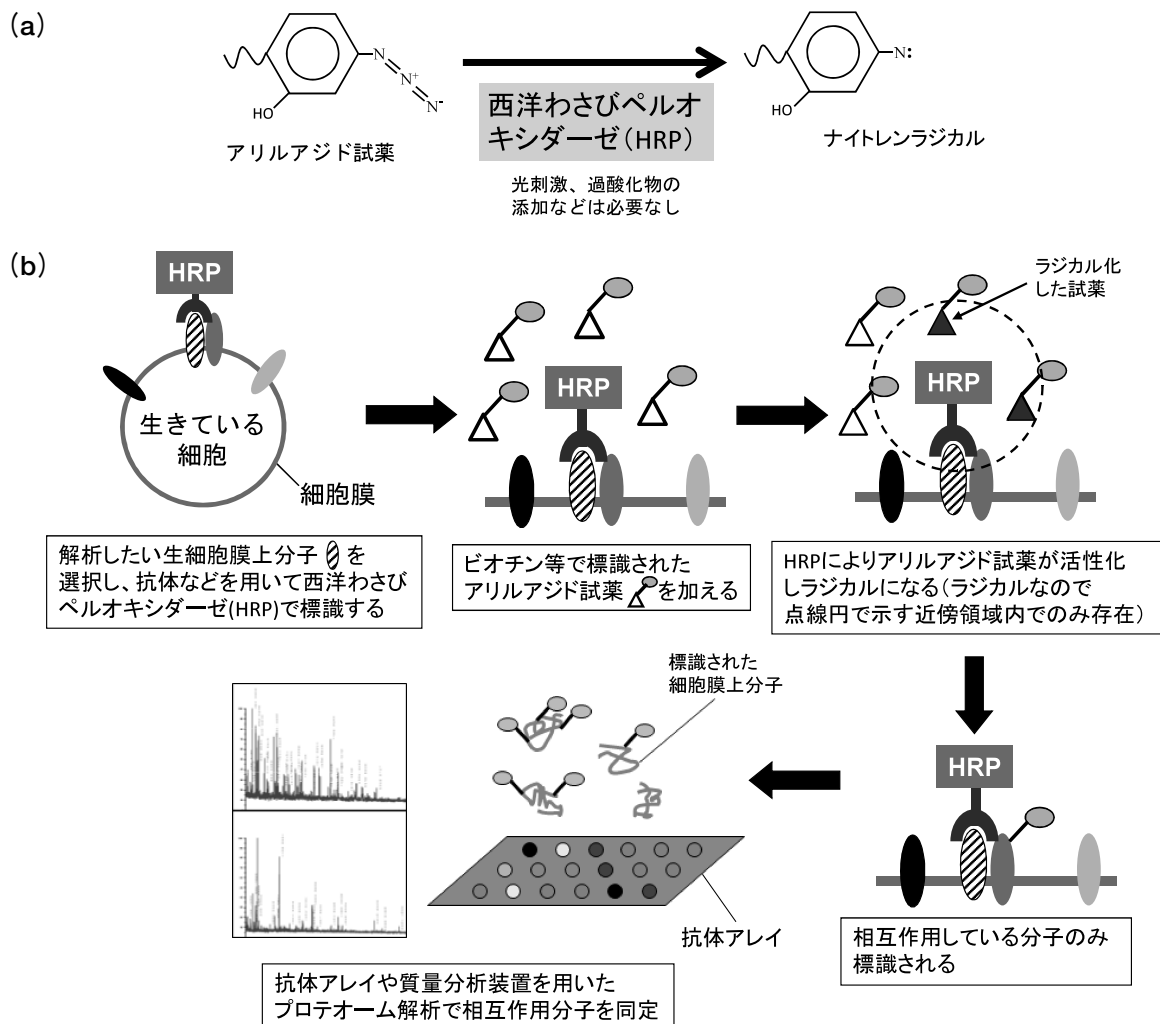 (a)
N
N⁺
N⁻
HO
アリルアジド試薬
西洋わさびペルオ
キシダーゼ(HRP)
光刺激、過酸化物の
添加などは必要なし
N:
HO
ナイトレンラジカル
(b)
HRP
生きている
細胞
細胞膜
解析したい生細胞膜上分子 を
選択し、抗体などを用いて西洋わさび
ペルオキシダーゼ(HRP)で標識する
HRP
ビオチン等で標識された
アリルアジド試薬 を加える
ラジカル化
した試薬
HRP
HRPによりアリルアジド試薬が活性化
しラジカルになる(ラジカルなので
点線円で示す近傍領域内でのみ存在)
HRP
相互作用している分子のみ
標識される
標識された
細胞膜上分子
抗体アレイ
抗体アレイや質量分析装置を用いた
プロテオーム解析で相互作用分子を同定